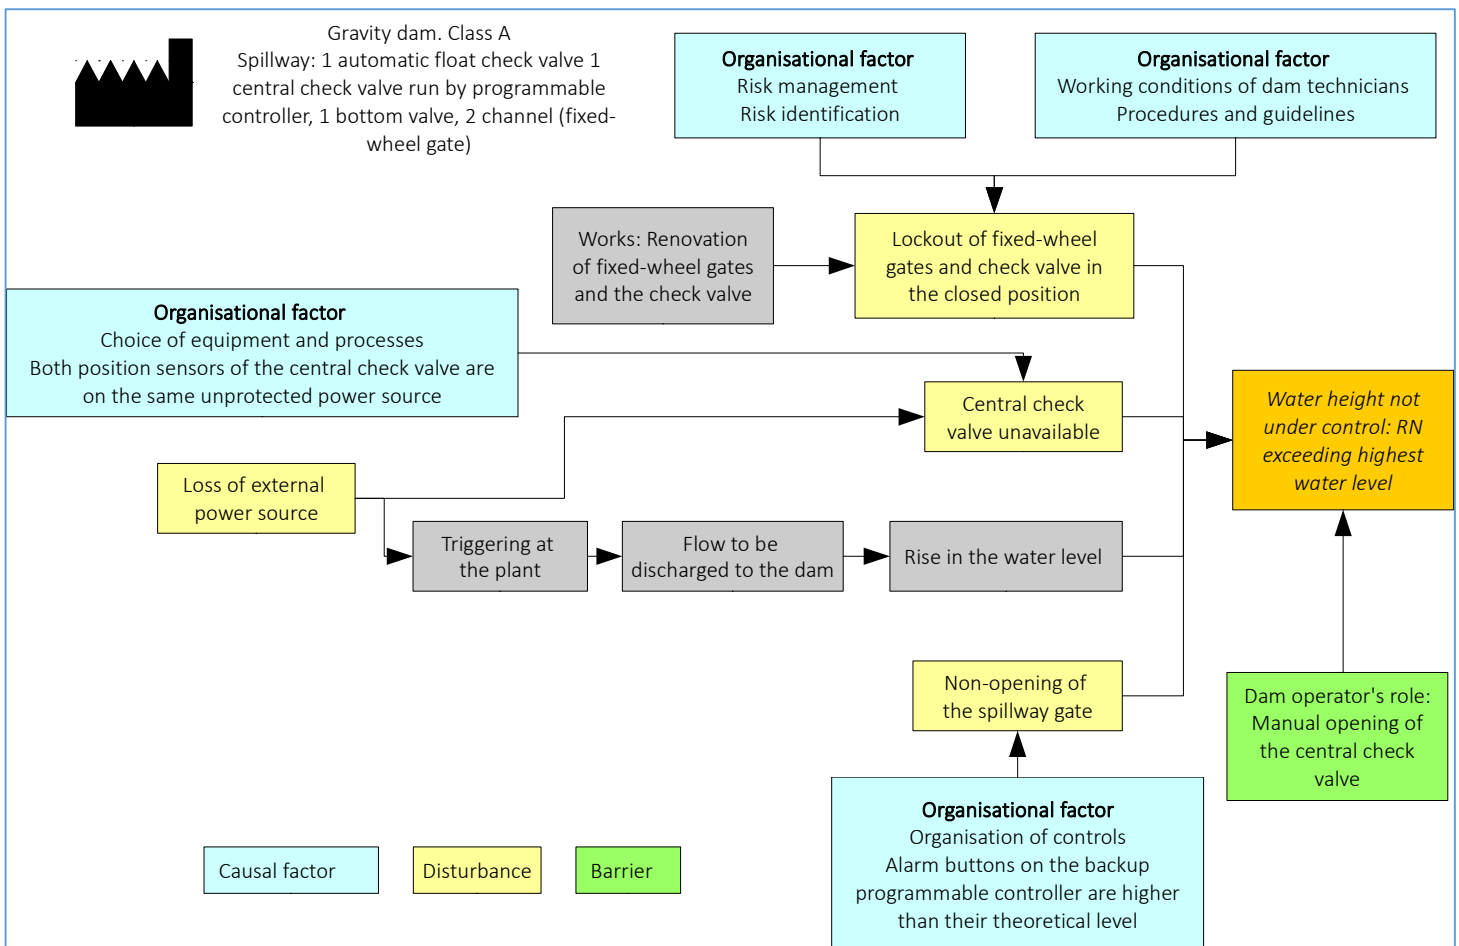 Gravity dam. Class A
Spillway: 1 automatic float check valve 1
central check valve run by programmable
controller, 1 bottom valve, 2 channel (fixed-
wheel gate)
Organisational factor
Risk management
Risk identification
Organisational factor
Working conditions of dam technicians
Procedures and guidelines
Works: Renovation
of fixed-wheel gates
and the check valve
Lockout of fixed-wheel
gates and check valve in
the closed position
Organisational factor
Choice of equipment and processes
Both position sensors of the central check valve are
on the same unprotected power source
Central check
valve unavailable
Water height not
under control: RN
exceeding highest
water level
Loss of external
power source
Triggering at
the plant
Flow to be
discharged to the dam
Rise in the water level
Non-opening of
the spillway gate
Dam operator's role:
Manual opening of
the central check
valve
Organisational factor
Organisation of controls
Alarm buttons on the backup
programmable controller are higher
than their theoretical level
Causal factor
Disturbance
Barrier